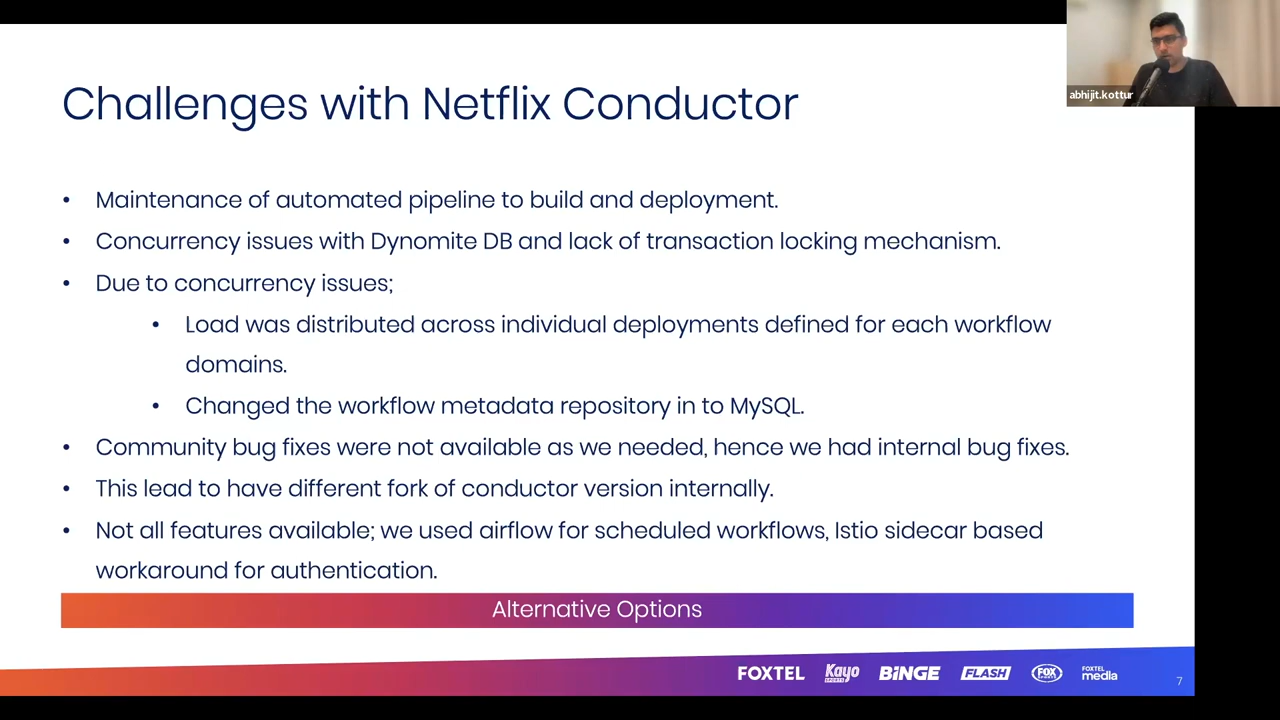 abhijit.kottur
Challenges with Netflix Conductor
• Maintenance of automated pipeline to build and deployment.
• Concurrency issues with Dynomite DB and lack of transaction locking mechanism.
• Due to concurrency issues;
• Load was distributed across individual deployments defined for each workflow
domains.
• Changed the workflow metadata repository in to MySQL.
• Community bug fixes were not available as we needed, hence we had internal bug fixes.
• This lead to have different fork of conductor version internally.
• Not all features available; we used airflow for scheduled workflows, Istio sidecar based
workaround for authentication.
Alternative Options
FOXTEL Kayo SPORTS BINGE FLASH FOX FOXTEL media
7